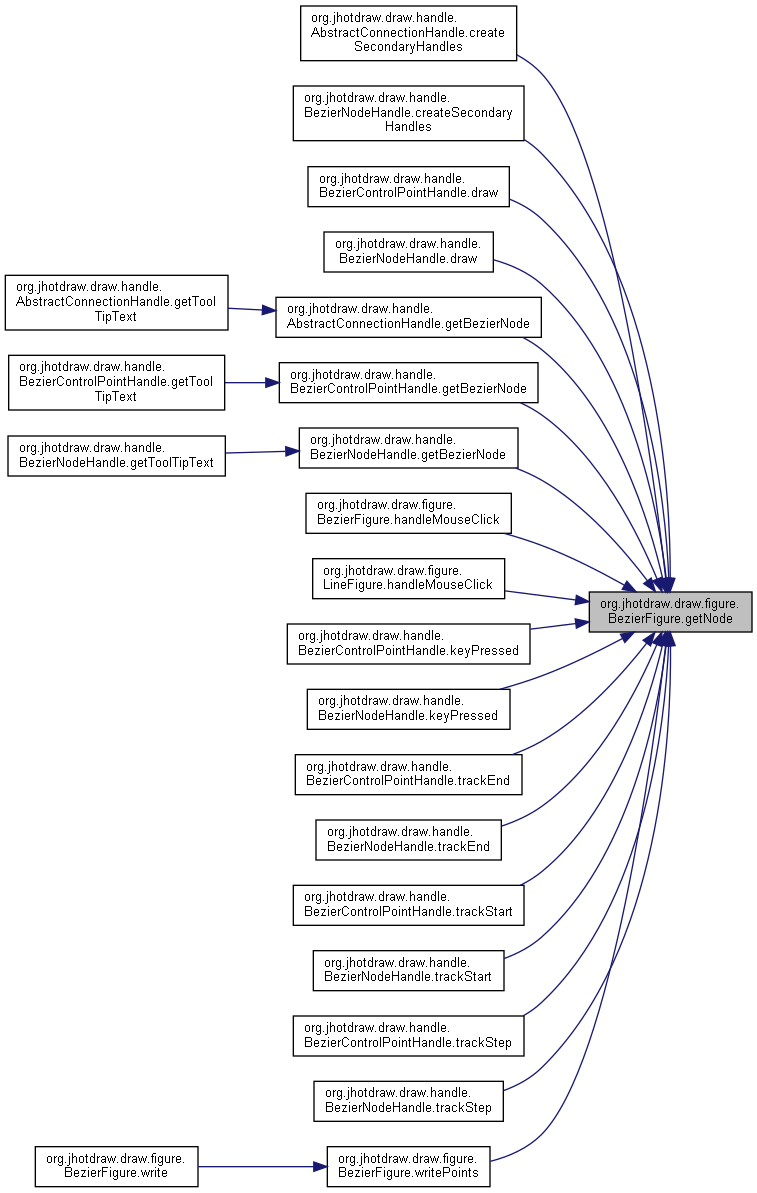 org.jhotdraw.draw.handle.
AbstractConnectionHandle.create
SecondaryHandles
org.jhotdraw.draw.handle.
BezierNodeHandle.createSecondary
Handles
org.jhotdraw.draw.handle.
BezierControlPointHandle.draw
org.jhotdraw.draw.handle.
BezierNodeHandle.draw
org.jhotdraw.draw.handle.
AbstractConnectionHandle.getTool
TipText
org.jhotdraw.draw.handle.
AbstractConnectionHandle.getBezierNode
org.jhotdraw.draw.handle.
BezierControlPointHandle.getTool
TipText
org.jhotdraw.draw.handle.
BezierControlPointHandle.getBezierNode
org.jhotdraw.draw.handle.
BezierNodeHandle.getToolTipText
org.jhotdraw.draw.handle.
BezierNodeHandle.getBezierNode
org.jhotdraw.draw.figure.
BezierFigure.handleMouseClick
org.jhotdraw.draw.figure.
LineFigure.handleMouseClick
org.jhotdraw.draw.figure.
BezierFigure.getNode
org.jhotdraw.draw.handle.
BezierControlPointHandle.keyPressed
org.jhotdraw.draw.handle.
BezierNodeHandle.keyPressed
org.jhotdraw.draw.handle.
BezierControlPointHandle.trackEnd
org.jhotdraw.draw.handle.
BezierNodeHandle.trackEnd
org.jhotdraw.draw.handle.
BezierControlPointHandle.trackStart
org.jhotdraw.draw.handle.
BezierNodeHandle.trackStart
org.jhotdraw.draw.handle.
BezierControlPointHandle.trackStep
org.jhotdraw.draw.handle.
BezierNodeHandle.trackStep
org.jhotdraw.draw.figure.
BezierFigure.write
org.jhotdraw.draw.figure.
BezierFigure.writePoints